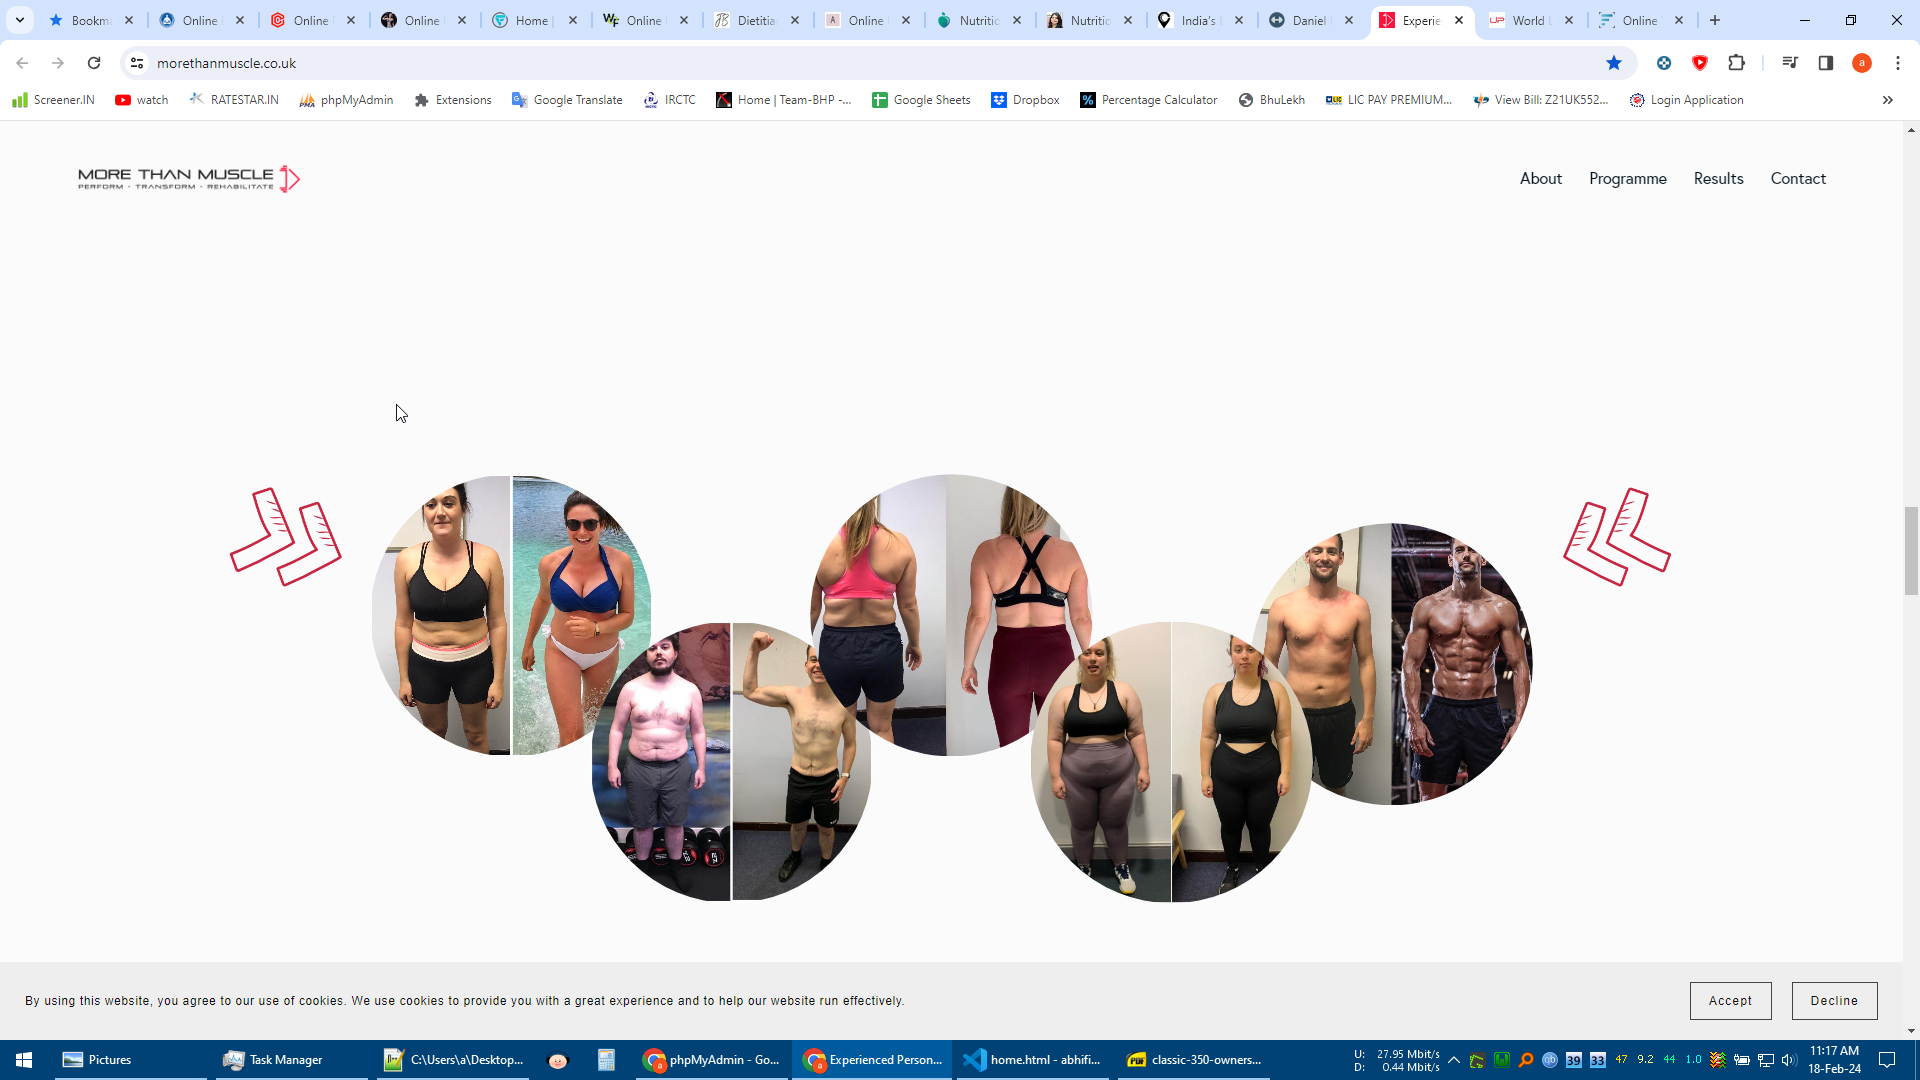 Bookma
Online
Online
Online
Home |
Online
Dietitia
Online
Nutritio
Nutritio
India's
Daniel
Experie
World
Online
morethanmuscle.co.uk
Screener.IN
watch
RATESTAR.IN
phpMyAdmin
Extensions
Google Translate
IRCTC
Home | Team-BHP -...
Google Sheets
Dropbox
Percentage Calculator
BhuLekh
LIC PAY PREMIUM...
View Bill: Z21UK552...
Login Application
MORE THAN MUSCLE
PERFORM - TRANSFORM - REHABILITATE
About
Programme
Results
Contact
By using this website, you agree to our use of cookies. We use cookies to provide you with a great experience and to help our website run effectively.
Accept
Decline
Pictures
Task Manager
C:\Users\a\Desktop...
phpMyAdmin - Go...
Experienced Person...
home.html - abhifi...
classic-350-owners...
U: 27.95 Mbit/s
D: 0.44 Mbit/s
39
33
47
9.2
44
1.0
11:17 AM
18-Feb-24